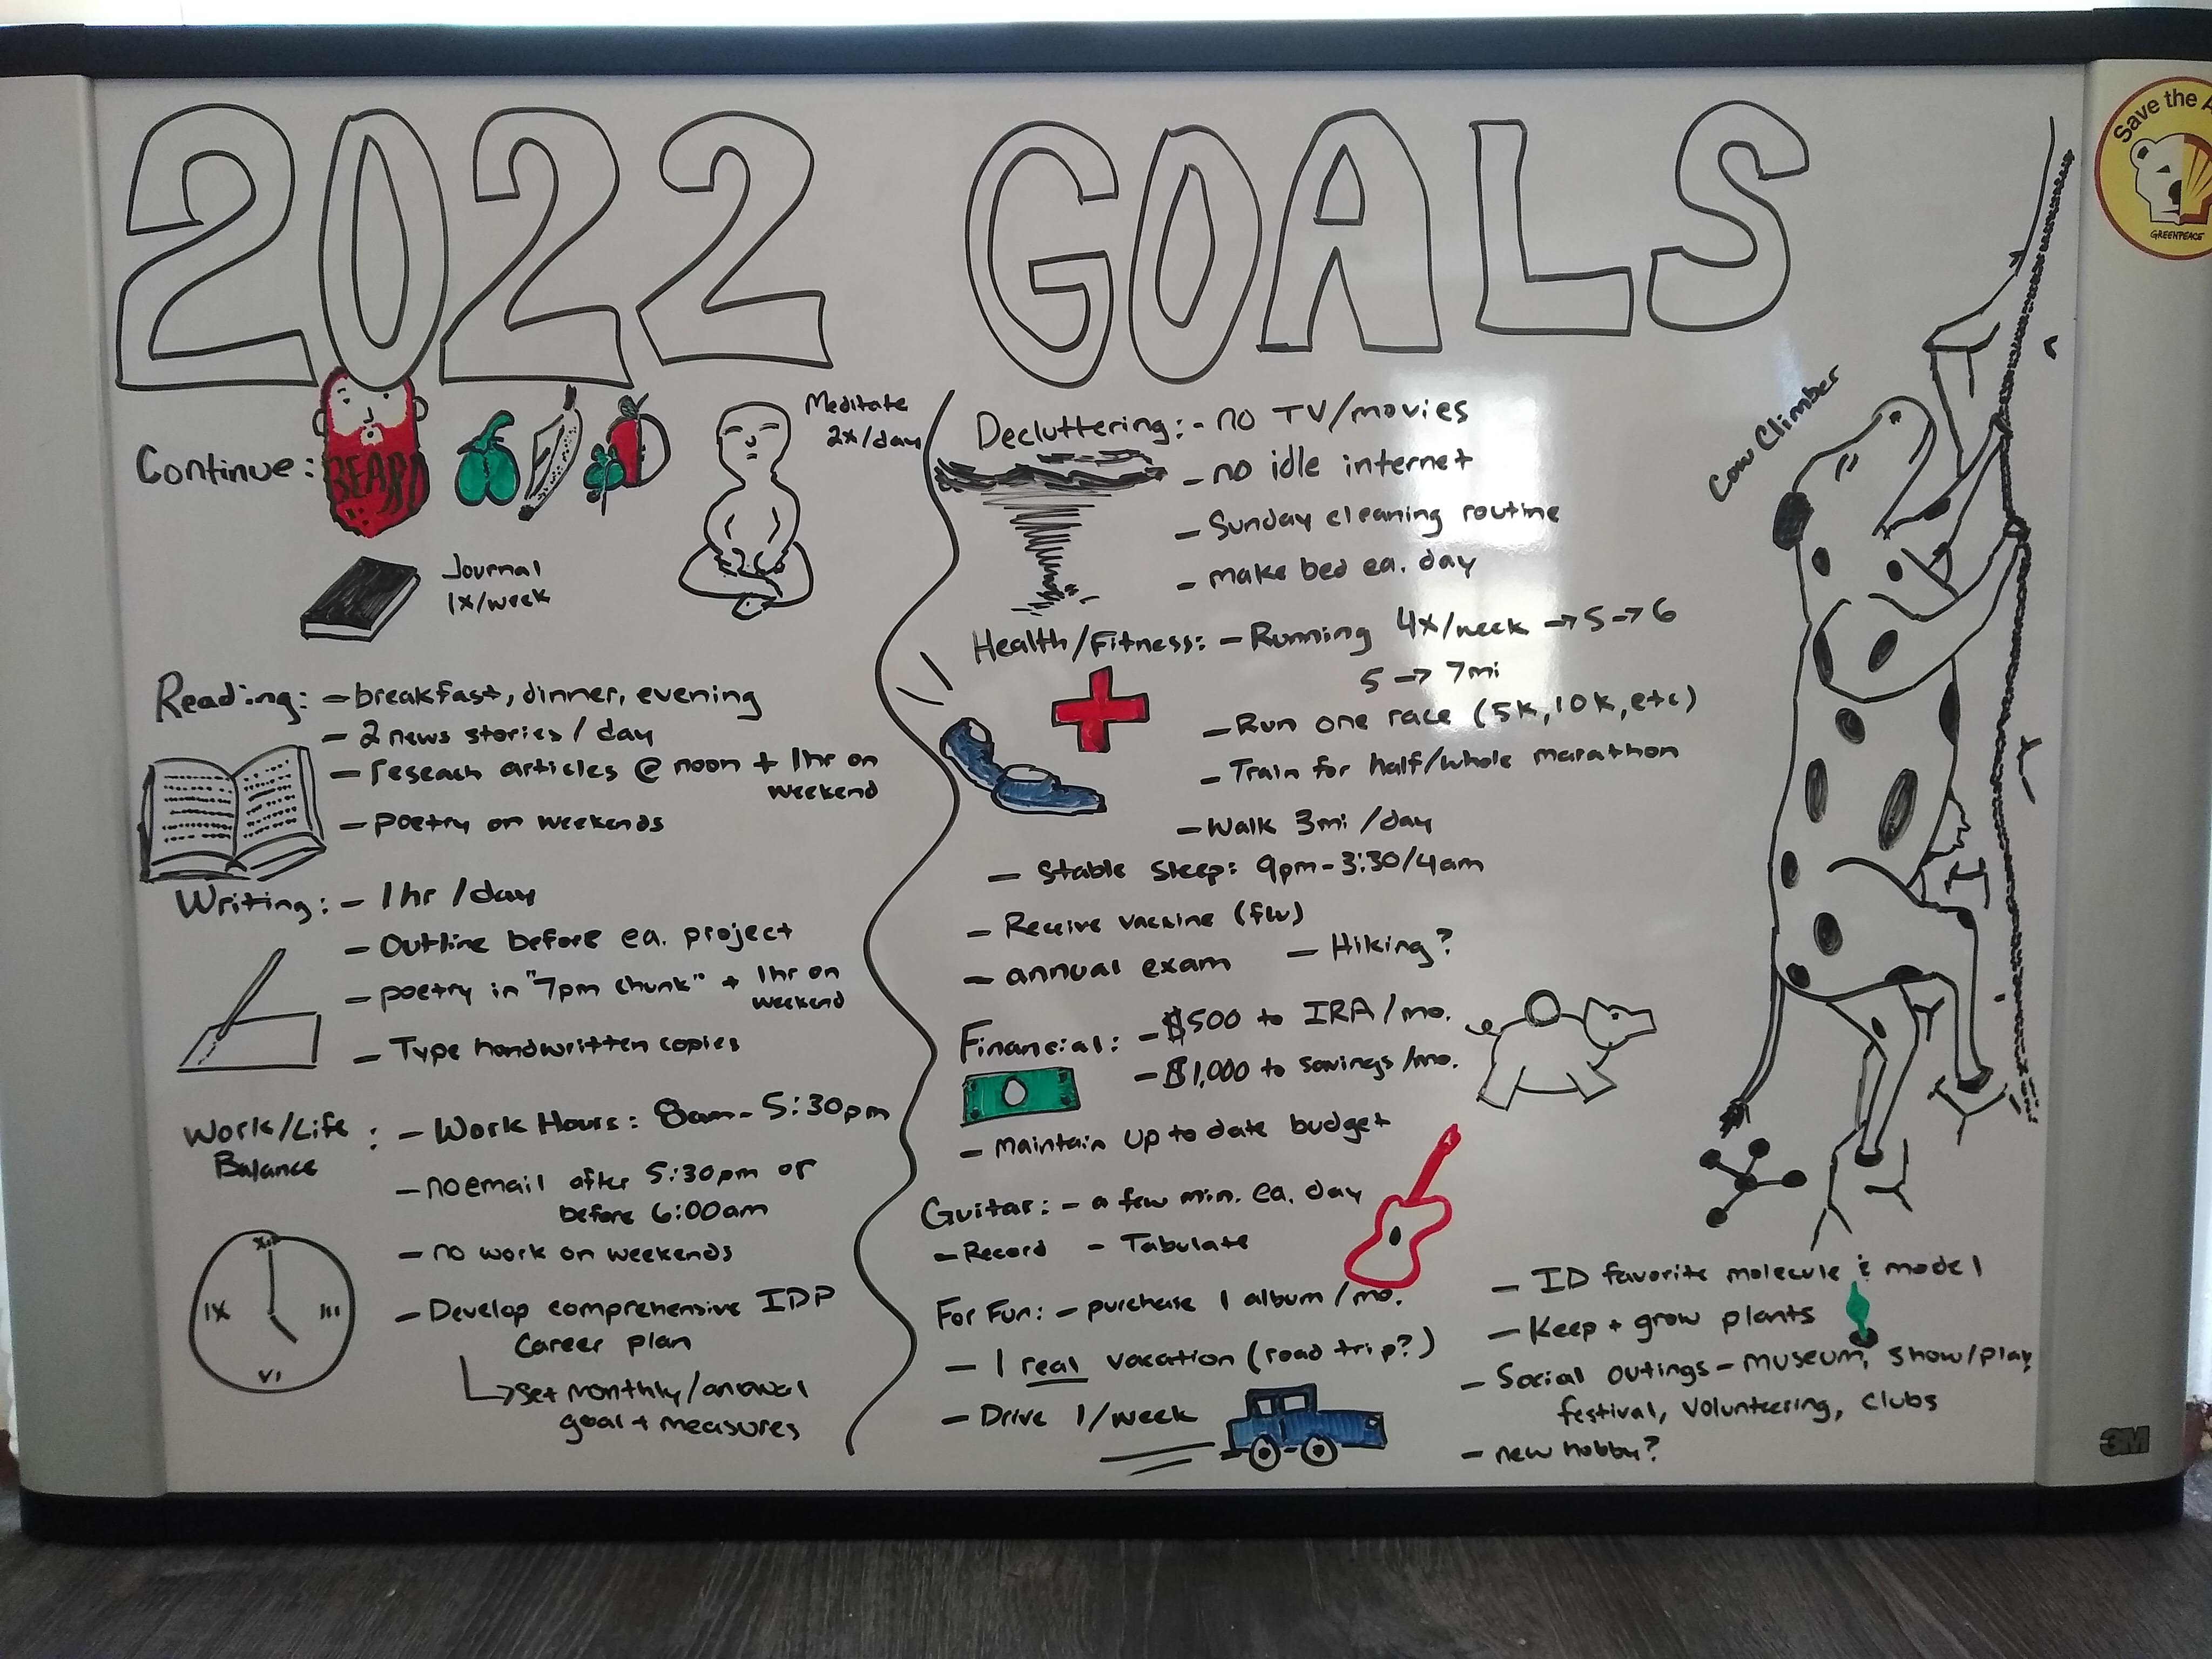 2022 GOALS
Save the A
GREENPEACE
Continue:
BEARD
Meditate
2x/day
Journal
1x/week
Reading: - breakfast, dinner, evening
- 2 news stories / day
- reseach articles @ noon + 1hr on
weekend
- poetry on weekends
Writing: - 1hr /day
- Outline before ea. project
- poetry in "7pm chunk" + 1hr on
weekend
- Type handwritten copies
Work/Life
Balance
: - Work Hours: 8am - 5:30pm
- no email after 5:30pm or
before 6:00am
- no work on weekends
- Develop comprehensive IDP
Career plan
→ set monthly/annual
goal + measures
XII
III
VI
IX
Decluttering: - no TV/movies
- no idle internet
- Sunday cleaning routine
- make bed ea. day
Health/Fitness: - Running 4x/week → 5 → 6
5 → 7mi
- Run one race (5k, 10k, etc)
- Train for half/whole marathon
- Walk 3mi /day
- Stable sleep: 9pm - 3:30/4am
- Receive vaccine (flu)
- annual exam - Hiking?
Financial: - $500 to IRA / mo.
- $1,000 to savings /mo.
- Maintain up to date budget
Guitar: - a few min. ea. day
- Record - Tabulate
For Fun: - purchase 1 album / mo.
- 1 real vacation (road trip?)
- Drive 1/week
Cow Climber
- ID favorite molecule & model
- Keep + grow plants
- Social outings - museum, show/play,
festival, volunteering, clubs
- new hobby?
3M